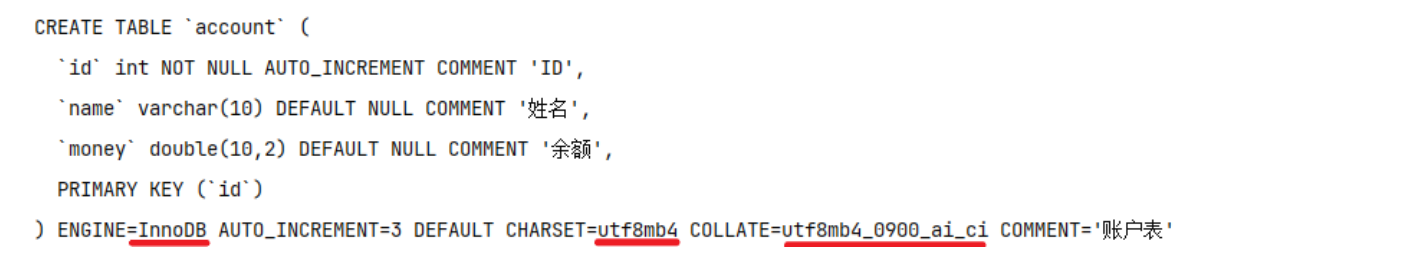 CREATE TABLE `account` (
`id` int NOT NULL AUTO_INCREMENT COMMENT 'ID',
`name` varchar(10) DEFAULT NULL COMMENT '姓名',
`money` double(10,2) DEFAULT NULL COMMENT '余额',
PRIMARY KEY (`id`)
) ENGINE=InnoDB AUTO_INCREMENT=3 DEFAULT CHARSET=utf8mb4 COLLATE=utf8mb4_0900_ai_ci COMMENT='账户表'